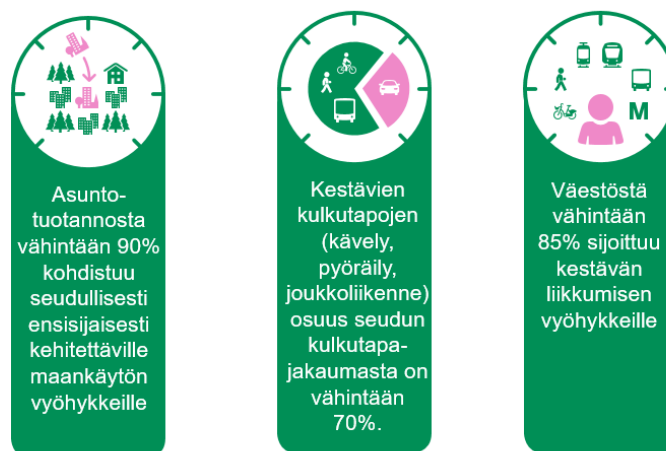 Asunto-
tuotannosta
vähintään 90%
kohdistuu
seudullisesti
ensisijaisesti
kehitettäville
maankäytön
vyöhykkeille
Kestävien
kulkutapojen
(kävely,
pyöräily,
joukkoliikenne)
osuus seudun
kulkutapa-
jakaumasta on
vähintään
70%.
M
Väestöstä
vähintään
85% sijoittuu
kestävän
liikkumisen
vyöhykkeille